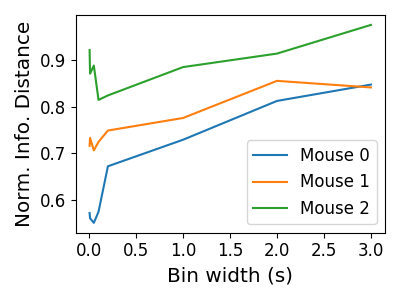 Norm. Info. Distance
0.9
0.8
0.7
0.6
Mouse 0
Mouse 1
Mouse 2
0.0 0.5 1.0 1.5 2.0 2.5 3.0
Bin width (s)